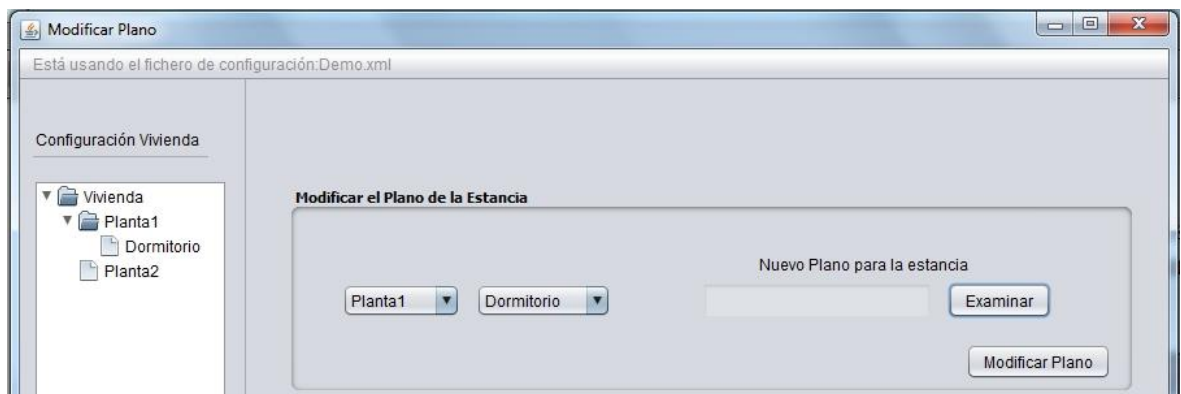 Modificar Plano
Está usando el fichero de configuración:Demo.xml
Configuración Vivienda
Vivienda
Planta1
Dormitorio
Planta2
Modificar el Plano de la Estancia
Nuevo Plano para la estancia
Planta1 Dormitorio Examinar
Modificar Plano